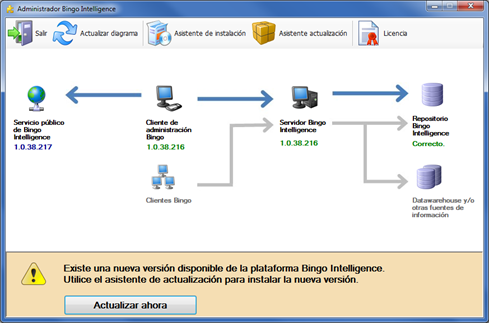 Administrador Bingo Intelligence
Salir
Actualizar diagrama
Asistente de instalación
Asistente actualización
Licencia
Servicio público
de Bingo
Intelligence
1.0.38.217
Cliente de
administración
Bingo
1.0.38.216
Servidor Bingo
Intelligence
1.0.38.216
Repositorio
Bingo
Intelligence
Correcto.
Clientes Bingo
Datawarehouse y/o
otras fuentes de
información
Existe una nueva versión disponible de la plataforma Bingo Intelligence.
Utilice el asistente de actualización para instalar la nueva versión.
Actualizar ahora